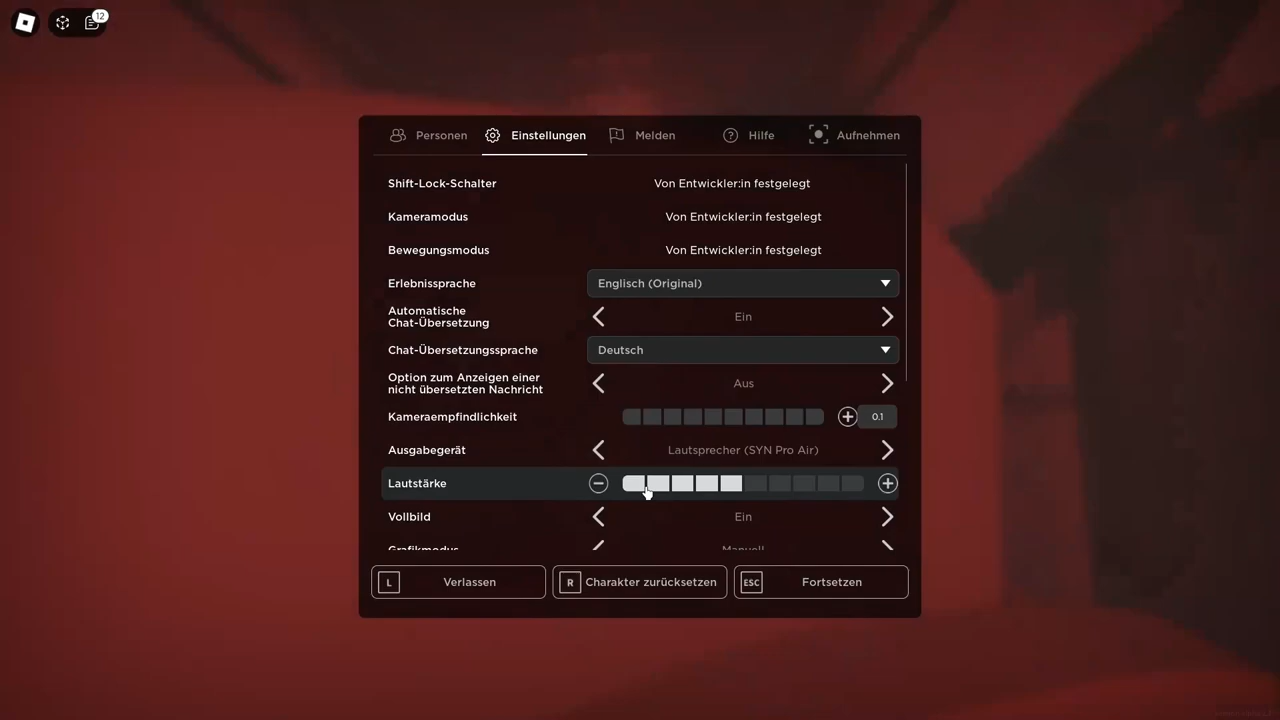 12
Personen
Einstellungen
Melden
Hilfe
Aufnehmen
Shift-Lock-Schalter
Von Entwickler:in festgelegt
Kameramodus
Von Entwickler:in festgelegt
Bewegungsmodus
Von Entwickler:in festgelegt
Erlebnissprache
Englisch (Original)
Automatische
Chat-Übersetzung
Ein
Chat-Übersetzungssprache
Deutsch
Option zum Anzeigen einer
nicht übersetzten Nachricht
Aus
Kameraempfindlichkeit
0.1
Ausgabegerät
Lautsprecher (SYN Pro Air)
Lautstärke
Vollbild
Ein
Grafikmodus
Manuell
L
Verlassen
R
Charakter zurücksetzen
ESC
Fortsetzen